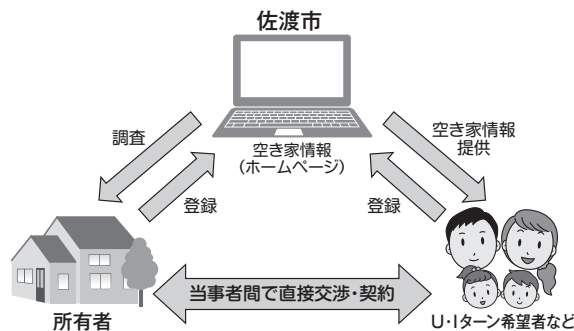 佐渡市
調査
空き家情報
(ホームページ)
空き家情報
提供
登録
登録
当事者間で直接交渉・契約
所有者
U・Iターン希望者など